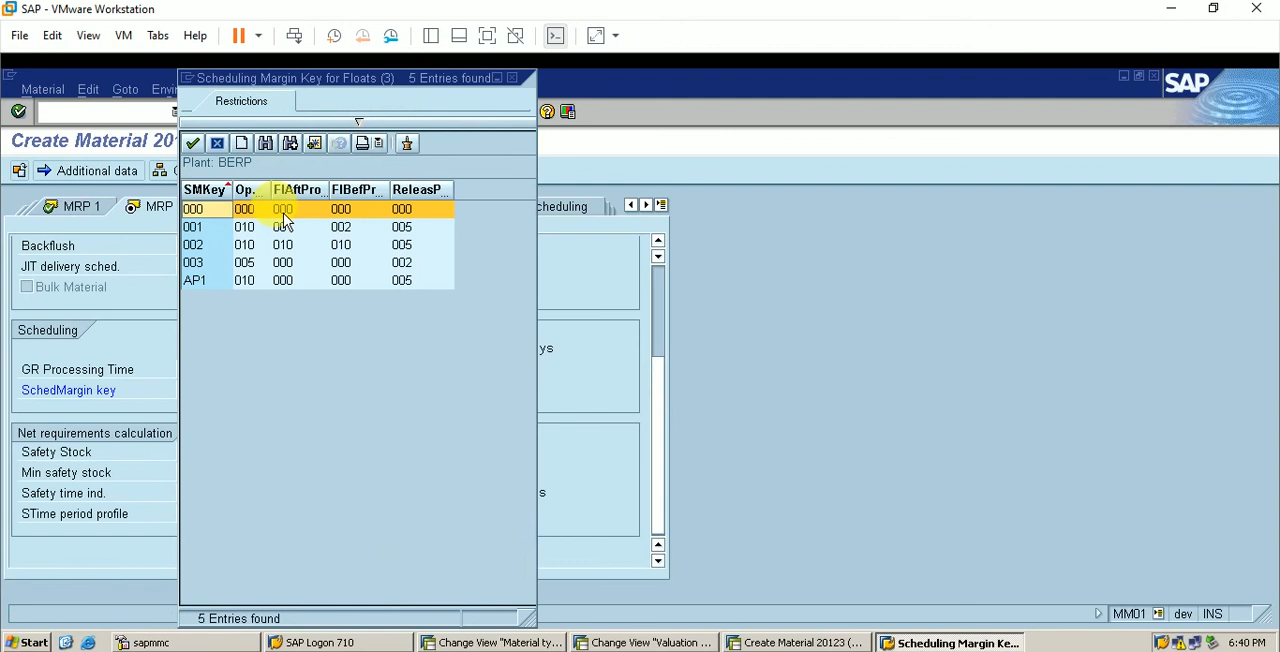 SAP - VMware Workstation
File Edit View VM Tabs Help
Scheduling Margin Key for Floats (3) 5 Entries found
Material Edit Goto
SAP
Restrictions
Create Material 201
Additional data
Plant: BERP
MRP 1 MRP
SMKey Op... FlAftPro... FlBefPr... ReleasP...
000 000 000 000 000
001 010 002 005
002 010 010 010 005
003 005 000 000 002
AP1 010 000 000 005
Backflush
JIT delivery sched.
Bulk Material
Scheduling
ys
GR Processing Time
SchedMargin key
Net requirements calculation
Safety Stock
Min safety stock
Safety time ind.
s
STime period profile
5 Entries found
MM01 dev INS
Start sapmmc SAP Logon 710 Change View "Material ty... Change View "Valuation ... Create Material 20123 (... Scheduling Margin Ke... 6:40 PM